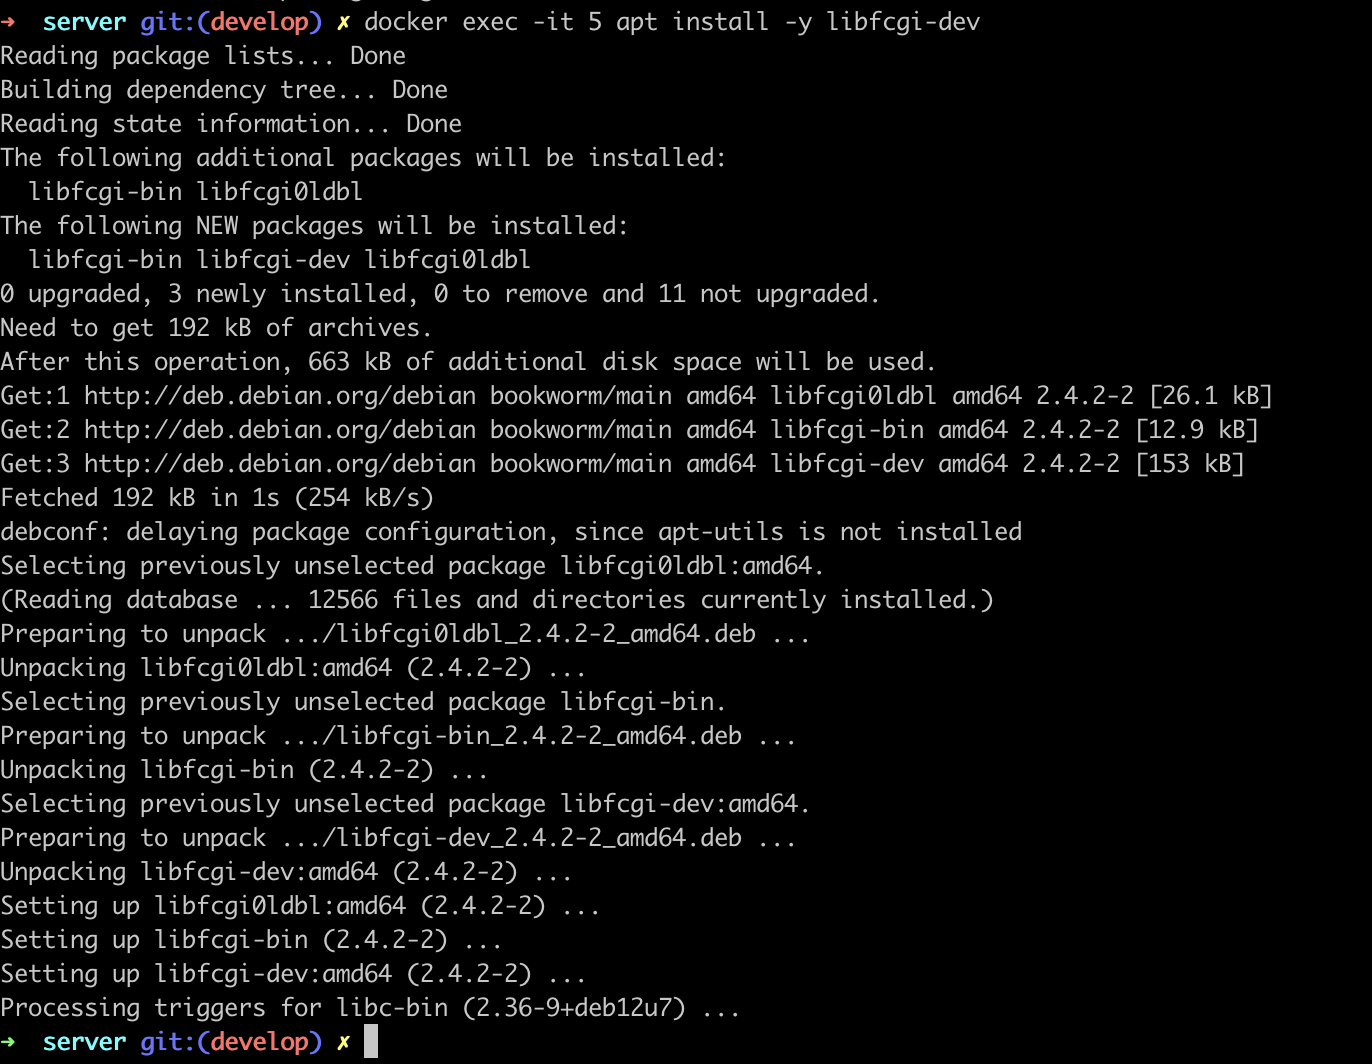 ➜  server git:(develop) ✗ docker exec -it 5 apt install -y libfcgi-dev
Reading package lists... Done
Building dependency tree... Done
Reading state information... Done
The following additional packages will be installed:
  libfcgi-bin libfcgi0ldbl
The following NEW packages will be installed:
  libfcgi-bin libfcgi-dev libfcgi0ldbl
0 upgraded, 3 newly installed, 0 to remove and 11 not upgraded.
Need to get 192 kB of archives.
After this operation, 663 kB of additional disk space will be used.
Get:1 http://deb.debian.org/debian bookworm/main amd64 libfcgi0ldbl amd64 2.4.2-2 [26.1 kB]
Get:2 http://deb.debian.org/debian bookworm/main amd64 libfcgi-bin amd64 2.4.2-2 [12.9 kB]
Get:3 http://deb.debian.org/debian bookworm/main amd64 libfcgi-dev amd64 2.4.2-2 [153 kB]
Fetched 192 kB in 1s (254 kB/s)
debconf: delaying package configuration, since apt-utils is not installed
Selecting previously unselected package libfcgi0ldbl:amd64.
(Reading database ... 12566 files and directories currently installed.)
Preparing to unpack .../libfcgi0ldbl_2.4.2-2_amd64.deb ...
Unpacking libfcgi0ldbl:amd64 (2.4.2-2) ...
Selecting previously unselected package libfcgi-bin.
Preparing to unpack .../libfcgi-bin_2.4.2-2_amd64.deb ...
Unpacking libfcgi-bin (2.4.2-2) ...
Selecting previously unselected package libfcgi-dev:amd64.
Preparing to unpack .../libfcgi-dev_2.4.2-2_amd64.deb ...
Unpacking libfcgi-dev:amd64 (2.4.2-2) ...
Setting up libfcgi0ldbl:amd64 (2.4.2-2) ...
Setting up libfcgi-bin (2.4.2-2) ...
Setting up libfcgi-dev:amd64 (2.4.2-2) ...
Processing triggers for libc-bin (2.36-9+deb12u7) ...
➜  server git:(develop) ✗